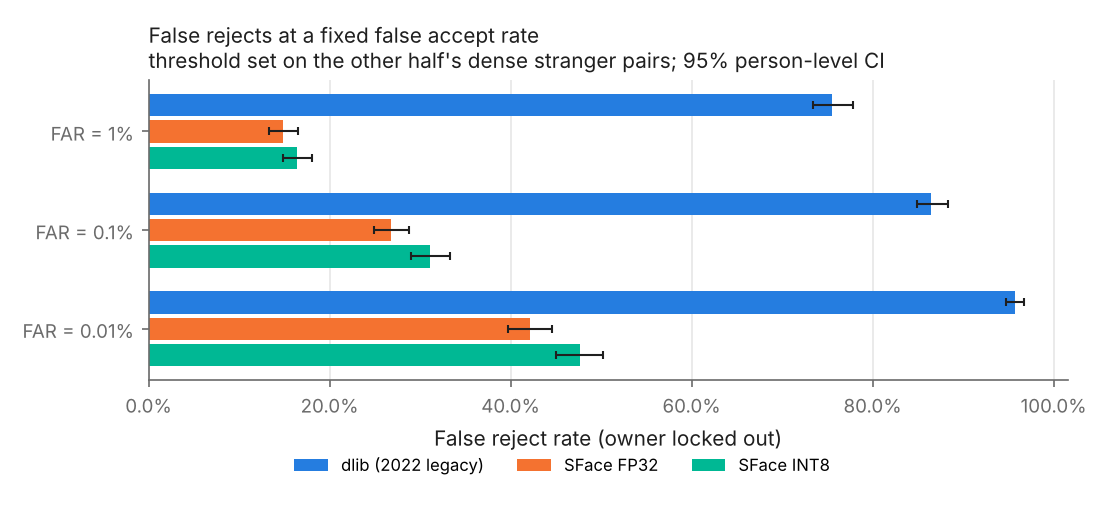 False rejects at a fixed false accept rate
threshold set on the other half's dense stranger pairs; 95% person-level CI
FAR = 1%
FAR = 0.1%
FAR = 0.01%
0.0%
20.0%
40.0%
60.0%
80.0%
100.0%
False reject rate (owner locked out)
dlib (2022 legacy)
SFace FP32
SFace INT8